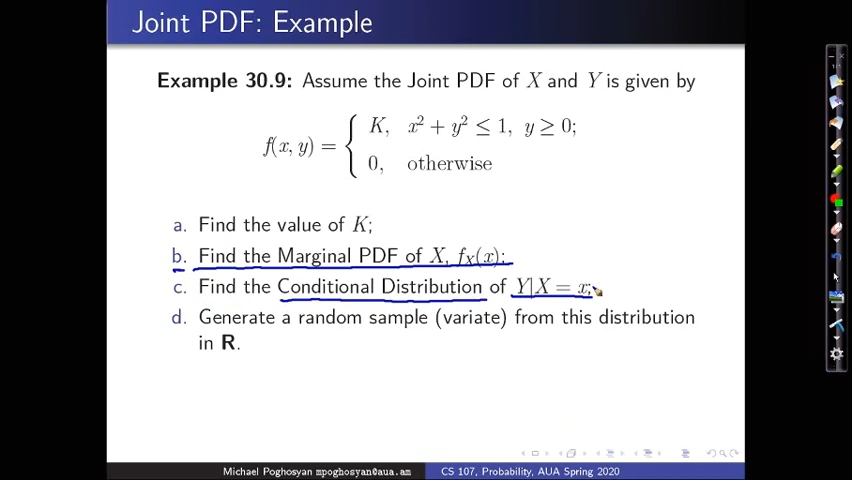 Joint PDF: Example
Example 30.9: Assume the Joint PDF of X and Y is given by
f(x, y) = { K, x² + y² ≤ 1, y ≥ 0;
0, otherwise
a. Find the value of K;
b. Find the Marginal PDF of X, f_X(x);
c. Find the Conditional Distribution of Y|X = x;
d. Generate a random sample (variate) from this distribution
in R.
Michael Poghosyan mpoghosyan@aua.am CS 107, Probability, AUA Spring 2020